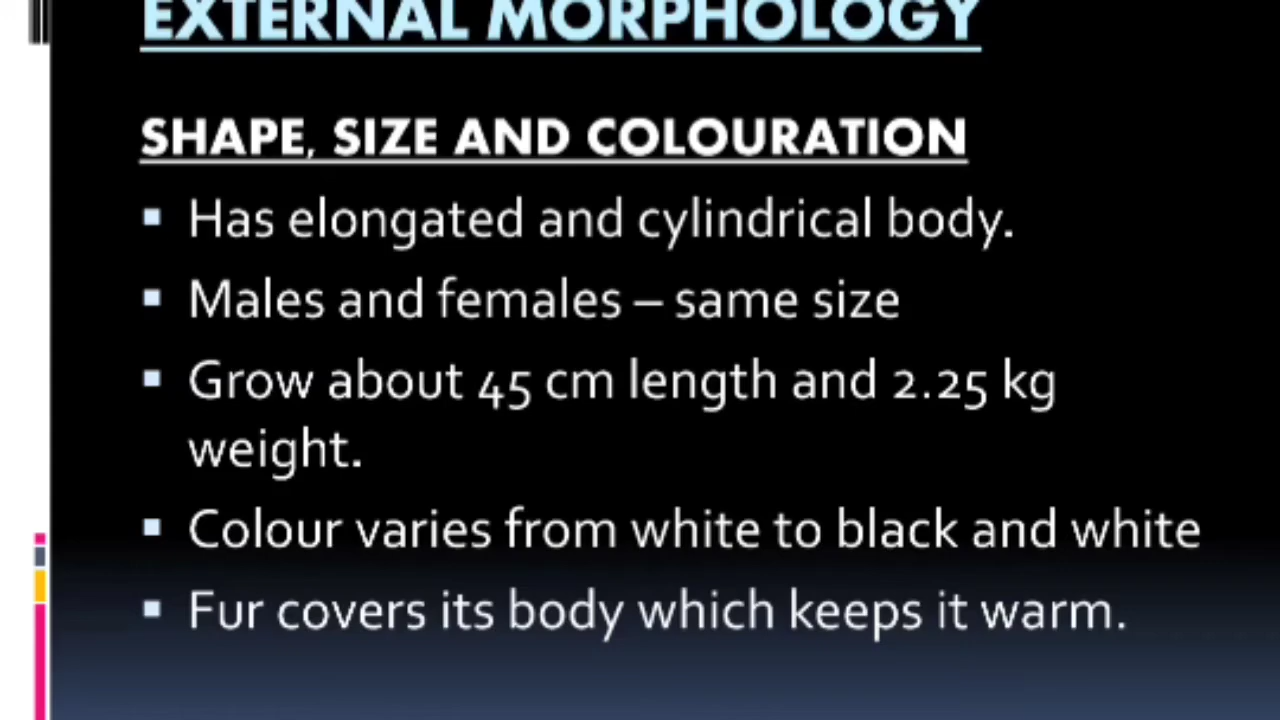 EXTERNAL MORPHOLOGY
SHAPE, SIZE AND COLOURATION
Has elongated and cylindrical body.
Males and females – same size
Grow about 45 cm length and 2.25 kg
weight.
Colour varies from white to black and white
Fur covers its body which keeps it warm.